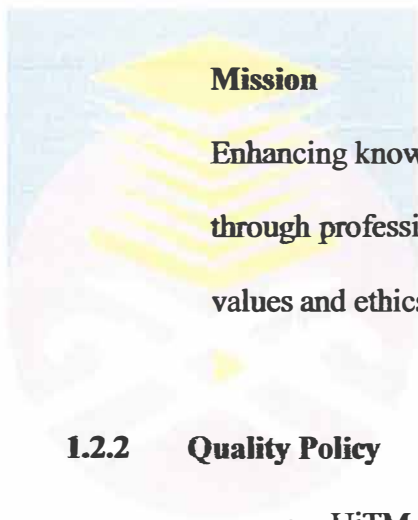 Mission
Enhancing know
through professi
values and ethics
1.2.2 Quality Policy
UiTM